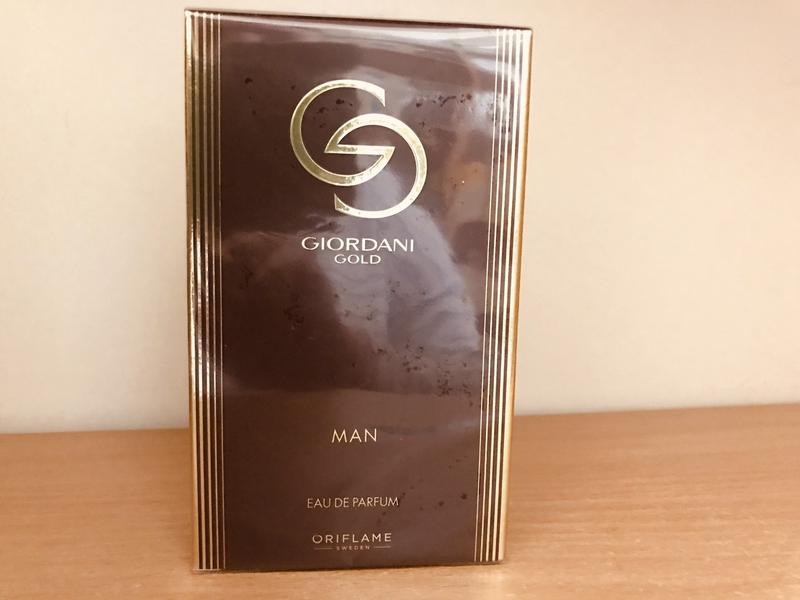 GIORDANI
GOLD
MAN
EAU DE PARFUM
ORIFLAME
SWEDEN